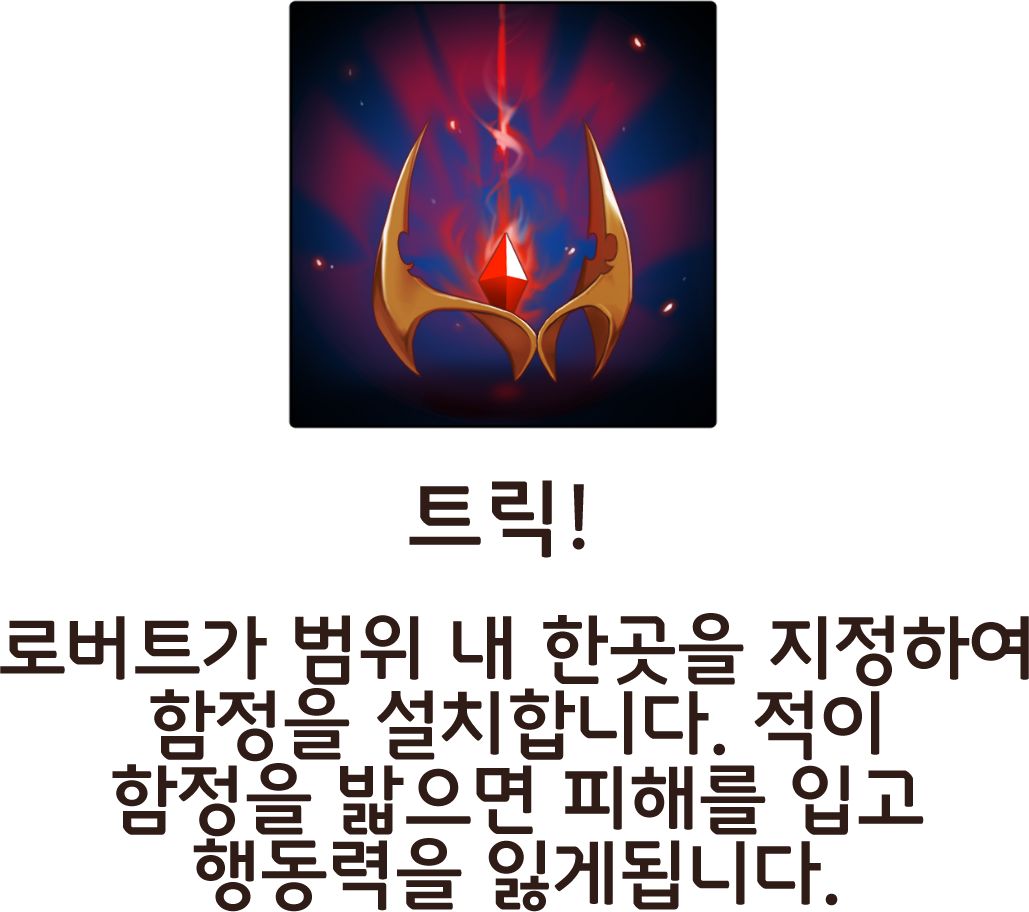 트릭!
로버트가 범위 내 한곳을 지정하여
함정을 설치합니다. 적이
함정을 밟으면 피해를 입고
행동력을 잃게됩니다.